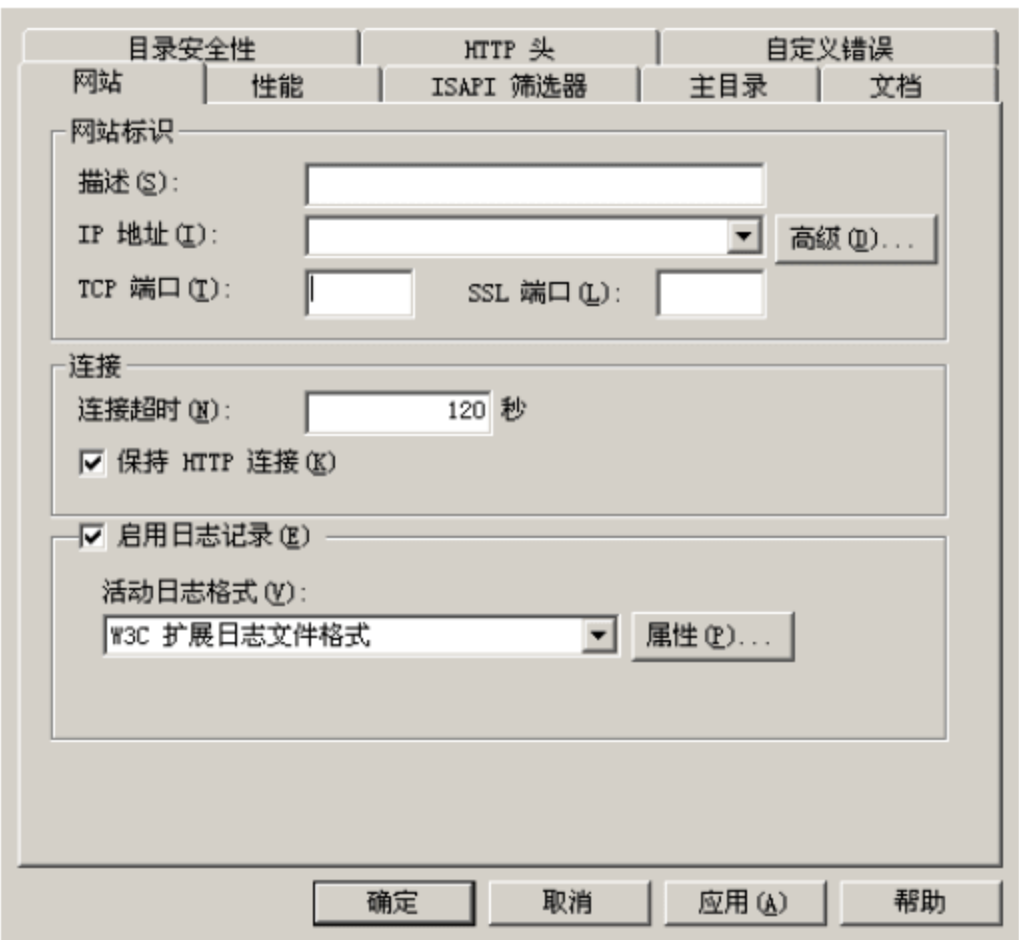 目录安全性 HTTP 头 自定义错误
网站 性能 ISAPI 筛选器 主目录 文档
网站标识
描述(S):
IP 地址(I): 高级(D)...
TCP 端口(T): SSL 端口(L):
连接
连接超时(N): 120 秒
保持 HTTP 连接(K)
启用日志记录(E)
活动日志格式(V):
W3C 扩展日志文件格式 属性(P)...
确定 取消 应用(A) 帮助